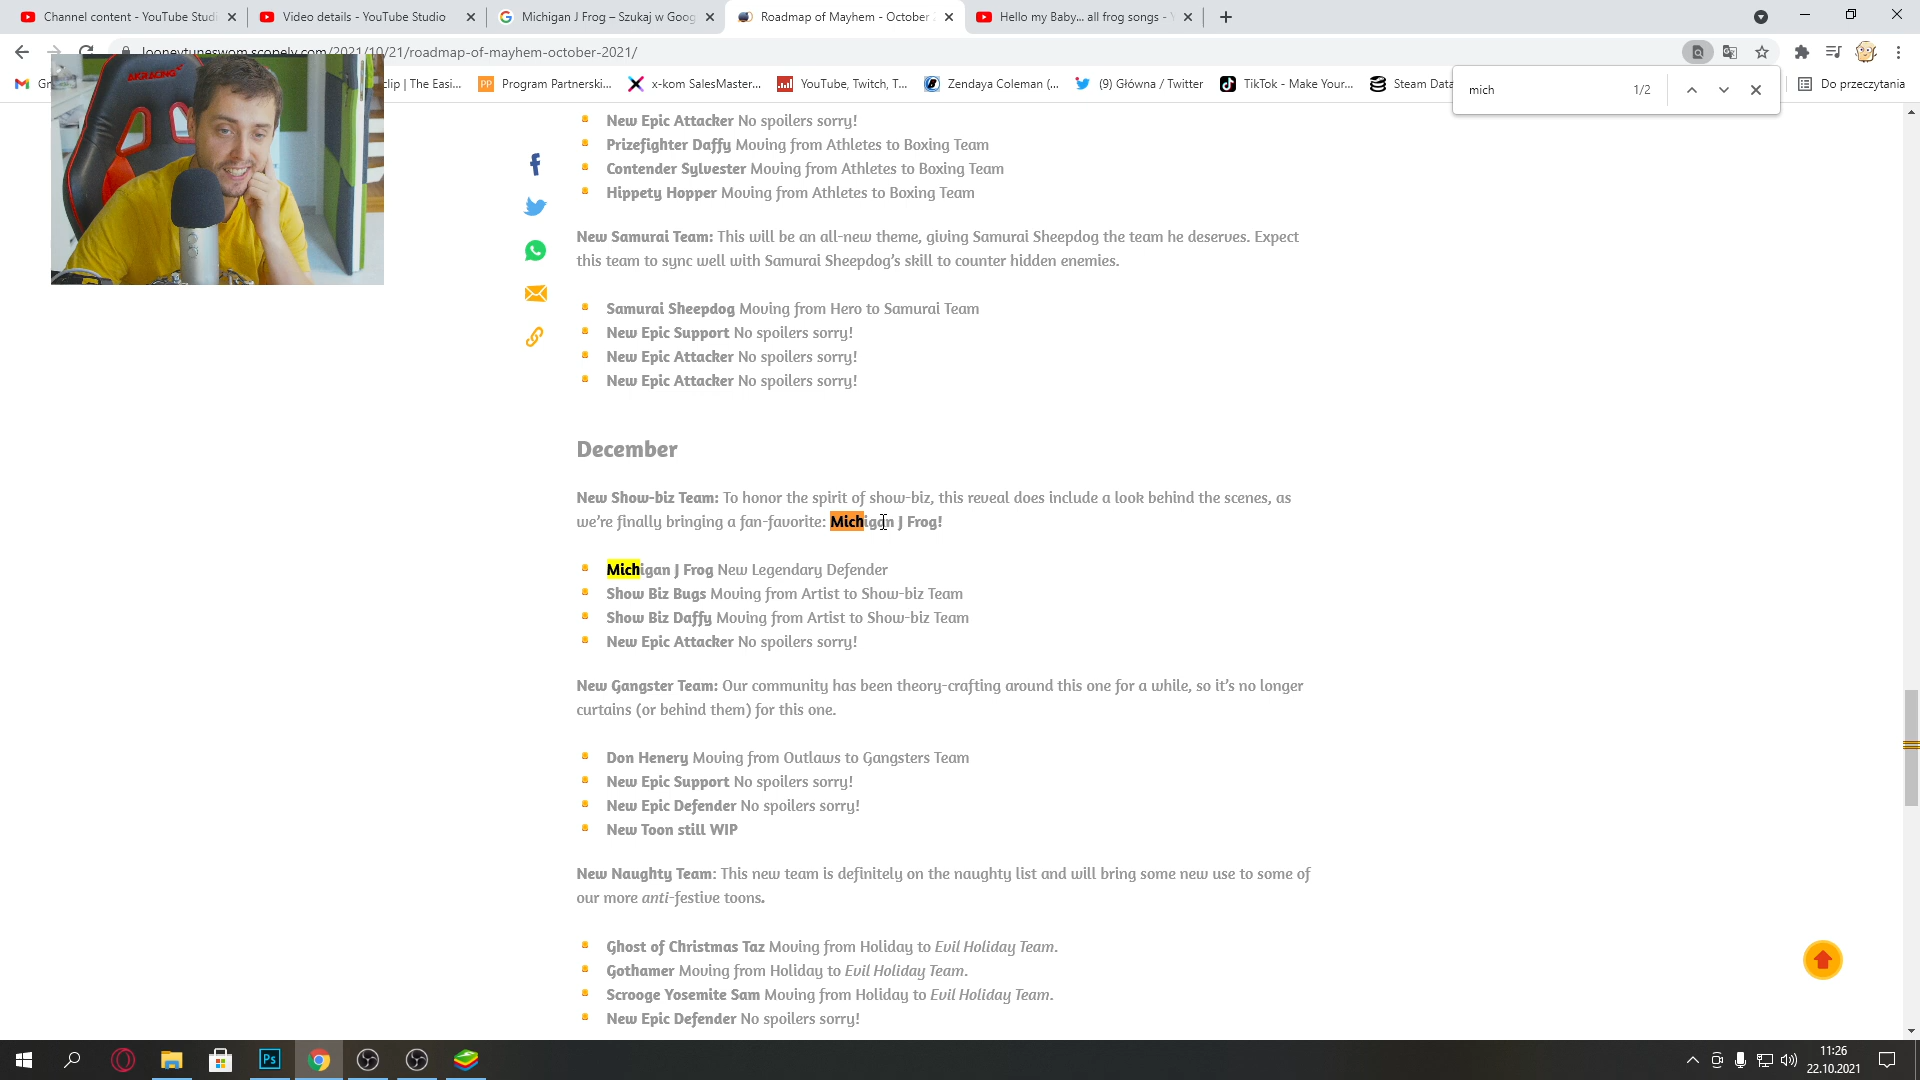 Channel content - YouTube Studi
Video details - YouTube Studio
Michigan J Frog – Szukaj w Goog
Roadmap of Mayhem - October
Hello my Baby... all frog songs -
looneytuneswom.scopely.com/2021/10/21/roadmap-of-mayhem-october-2021/
clip | The Easi...
Program Partnerski...
x-kom SalesMaster...
YouTube, Twitch, T...
Zendaya Coleman (...
(9) Główna / Twitter
TikTok - Make Your...
Steam Data
Do przeczytania
mich
1/2
AKRACING
New Epic Attacker No spoilers sorry!
Prizefighter Daffy Moving from Athletes to Boxing Team
Contender Sylvester Moving from Athletes to Boxing Team
Hippety Hopper Moving from Athletes to Boxing Team
New Samurai Team: This will be an all-new theme, giving Samurai Sheepdog the team he deserves. Expect
this team to sync well with Samurai Sheepdog's skill to counter hidden enemies.
Samurai Sheepdog Moving from Hero to Samurai Team
New Epic Support No spoilers sorry!
New Epic Attacker No spoilers sorry!
New Epic Attacker No spoilers sorry!
December
New Show-biz Team: To honor the spirit of show-biz, this reveal does include a look behind the scenes, as
we're finally bringing a fan-favorite: Michigan J Frog!
Michigan J Frog New Legendary Defender
Show Biz Bugs Moving from Artist to Show-biz Team
Show Biz Daffy Moving from Artist to Show-biz Team
New Epic Attacker No spoilers sorry!
New Gangster Team: Our community has been theory-crafting around this one for a while, so it's no longer
curtains (or behind them) for this one.
Don Henery Moving from Outlaws to Gangsters Team
New Epic Support No spoilers sorry!
New Epic Defender No spoilers sorry!
New Toon still WIP
New Naughty Team: This new team is definitely on the naughty list and will bring some new use to some of
our more anti-festive toons.
Ghost of Christmas Taz Moving from Holiday to Evil Holiday Team.
Gothamer Moving from Holiday to Evil Holiday Team.
Scrooge Yosemite Sam Moving from Holiday to Evil Holiday Team.
New Epic Defender No spoilers sorry!
Ps
11:26
22.10.2021